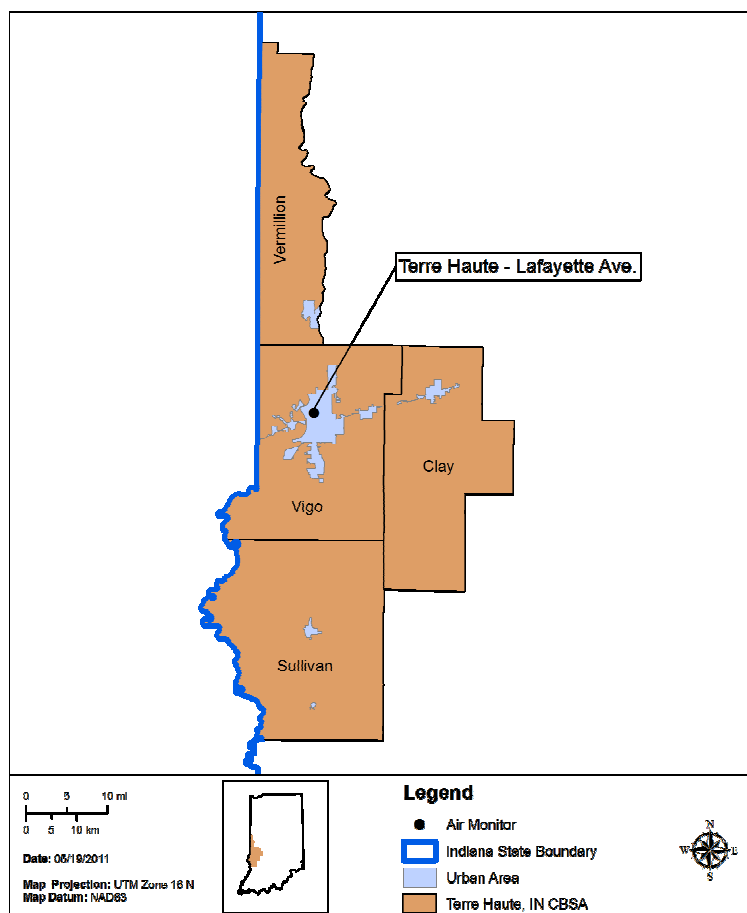 Vermillion
Terre Haute - Lafayette Ave.
Clay
Vigo
Sullivan
0 5 10 mi
0 5 10 km
Date: 05/19/2011
Map Projection: UTM Zone 16 N
Map Datum: NAD83
Legend
Air Monitor
Indiana State Boundary
Urban Area
Terre Haute, IN CBSA
N
W E
S